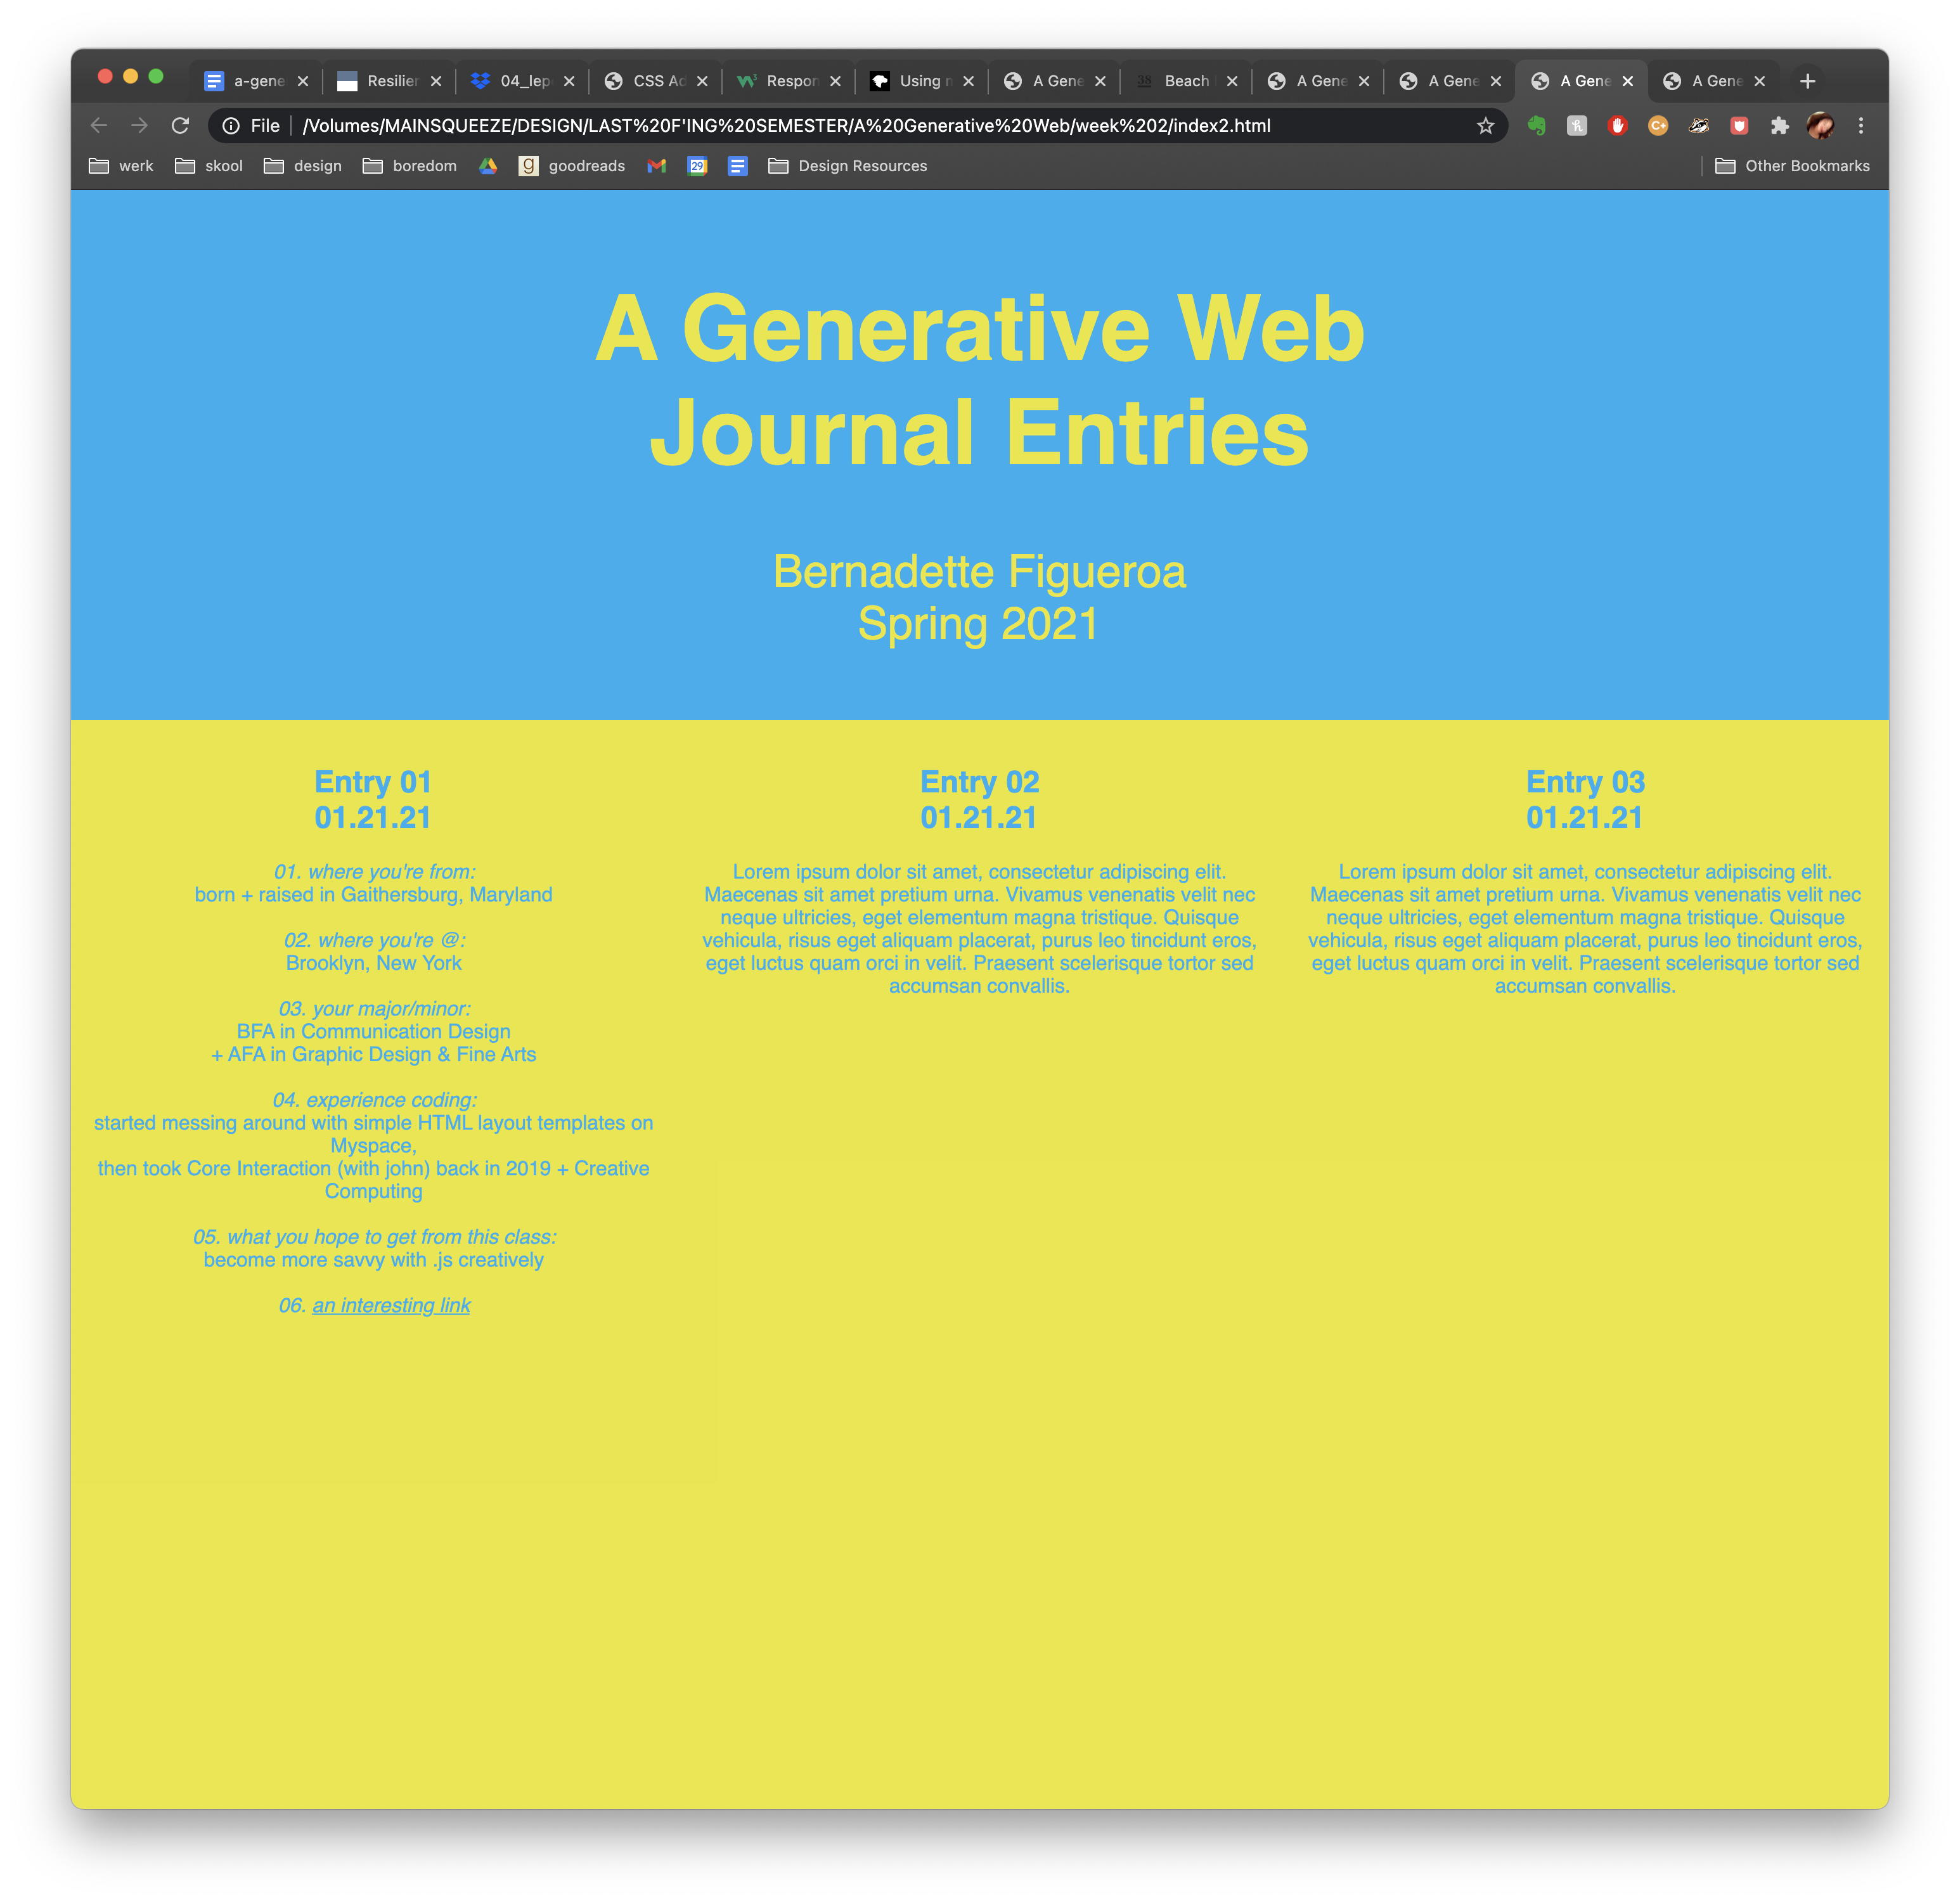 a-gene
Resilier
04_lep
CSS Ad
Respon
Using n
A Gene
38 Beach
A Gene
A Gene
A Gene
A Gene
File | /Volumes/MAINSQUEEZE/DESIGN/LAST%20F'ING%20SEMESTER/A%20Generative%20Web/week%202/index2.html
werk skool design boredom g goodreads 29 Design Resources Other Bookmarks
A Generative Web
Journal Entries
Bernadette Figueroa
Spring 2021
Entry 01
01.21.21
01. where you're from:
born + raised in Gaithersburg, Maryland
02. where you're @:
Brooklyn, New York
03. your major/minor:
BFA in Communication Design
+ AFA in Graphic Design & Fine Arts
04. experience coding:
started messing around with simple HTML layout templates on
Myspace,
then took Core Interaction (with john) back in 2019 + Creative
Computing
05. what you hope to get from this class:
become more savvy with .js creatively
06. an interesting link
Entry 02
01.21.21
Lorem ipsum dolor sit amet, consectetur adipiscing elit.
Maecenas sit amet pretium urna. Vivamus venenatis velit nec
neque ultricies, eget elementum magna tristique. Quisque
vehicula, risus eget aliquam placerat, purus leo tincidunt eros,
eget luctus quam orci in velit. Praesent scelerisque tortor sed
accumsan convallis.
Entry 03
01.21.21
Lorem ipsum dolor sit amet, consectetur adipiscing elit.
Maecenas sit amet pretium urna. Vivamus venenatis velit nec
neque ultricies, eget elementum magna tristique. Quisque
vehicula, risus eget aliquam placerat, purus leo tincidunt eros,
eget luctus quam orci in velit. Praesent scelerisque tortor sed
accumsan convallis.